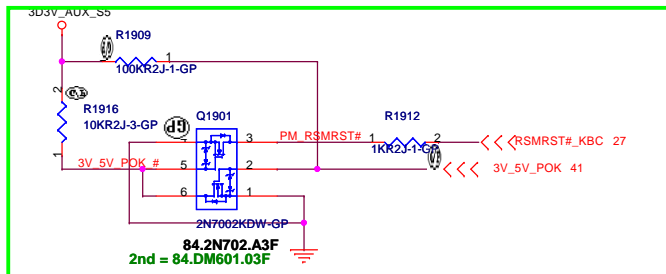 3D3V_AUX_S5
R1909
1
100KR2J-1-GP
2
R1916
10KR2J-3-GP
1
GP
Q1901
3
PM_RSMRST#
R1912
1
2
RSMRST#_KBC 27
1KR2J-1-GP
3V_5V_POK_#
5
2
3V_5V_POK 41
6
1
2N7002KDW-GP
84.2N702.A3F
2nd = 84.DM601.03F